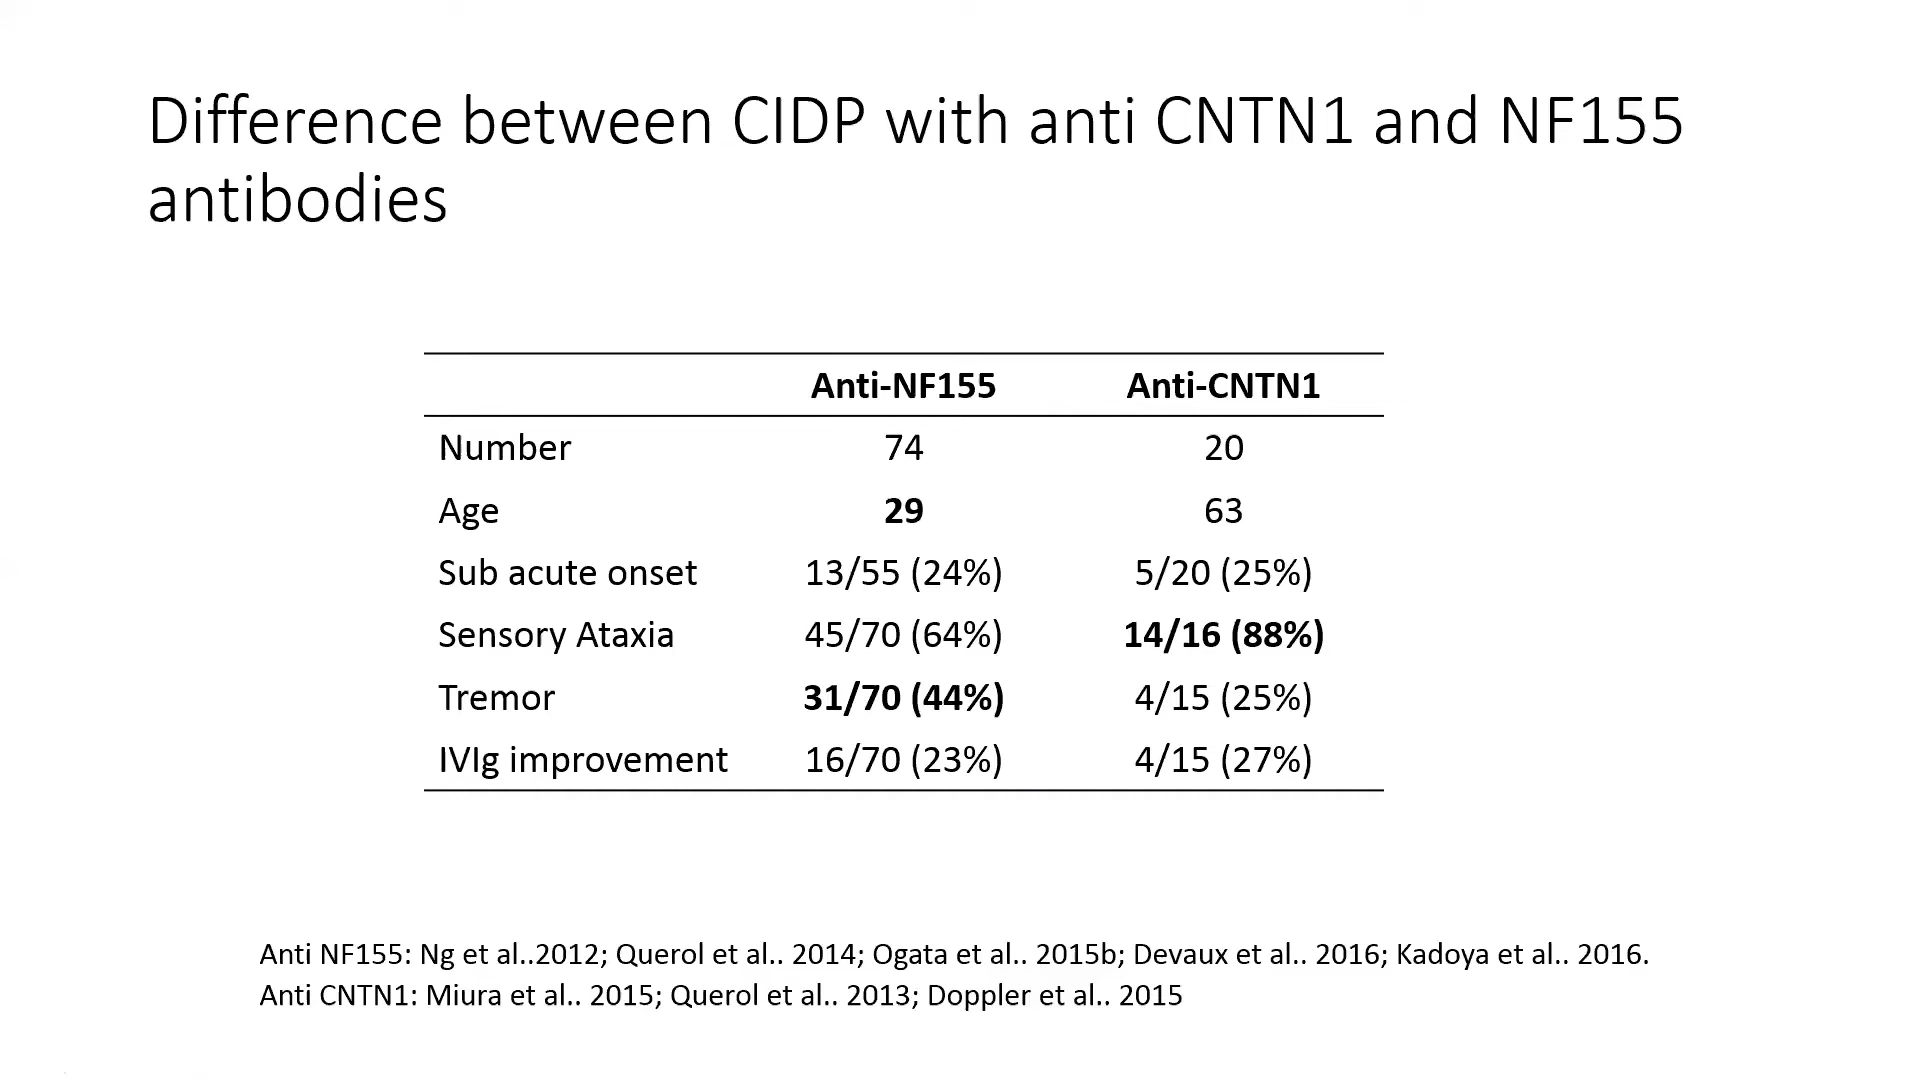 Difference between CIDP with anti CNTN1 and NF155
antibodies
Anti-NF155 Anti-CNTN1
Number 74 20
Age 29 63
Sub acute onset 13/55 (24%) 5/20 (25%)
Sensory Ataxia 45/70 (64%) 14/16 (88%)
Tremor 31/70 (44%) 4/15 (25%)
IVIg improvement 16/70 (23%) 4/15 (27%)
Anti NF155: Ng et al..2012; Querol et al.. 2014; Ogata et al.. 2015b; Devaux et al.. 2016; Kadoya et al.. 2016.
Anti CNTN1: Miura et al.. 2015; Querol et al.. 2013; Doppler et al.. 2015